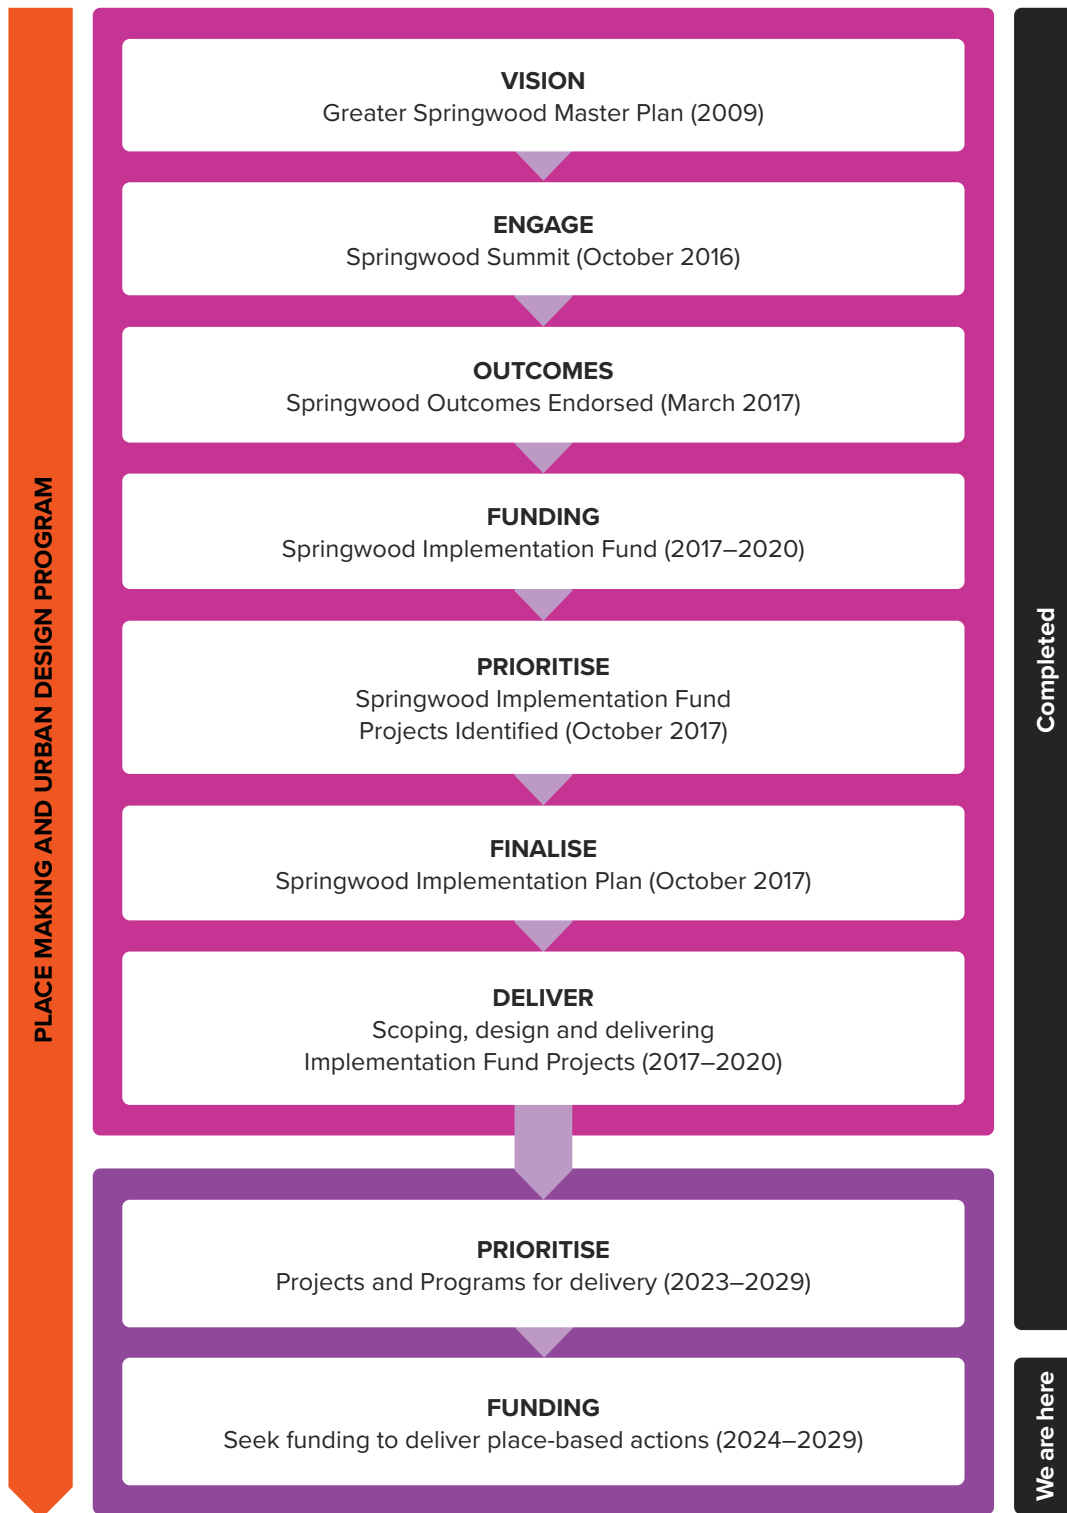 PLACE MAKING AND URBAN DESIGN PROGRAM
VISION
Greater Springwood Master Plan (2009)
ENGAGE
Springwood Summit (October 2016)
OUTCOMES
Springwood Outcomes Endorsed (March 2017)
FUNDING
Springwood Implementation Fund (2017–2020)
PRIORITISE
Springwood Implementation Fund
Projects Identified (October 2017)
FINALISE
Springwood Implementation Plan (October 2017)
DELIVER
Scoping, design and delivering
Implementation Fund Projects (2017–2020)
PRIORITISE
Projects and Programs for delivery (2023–2029)
FUNDING
Seek funding to deliver place-based actions (2024–2029)
Completed
We are here